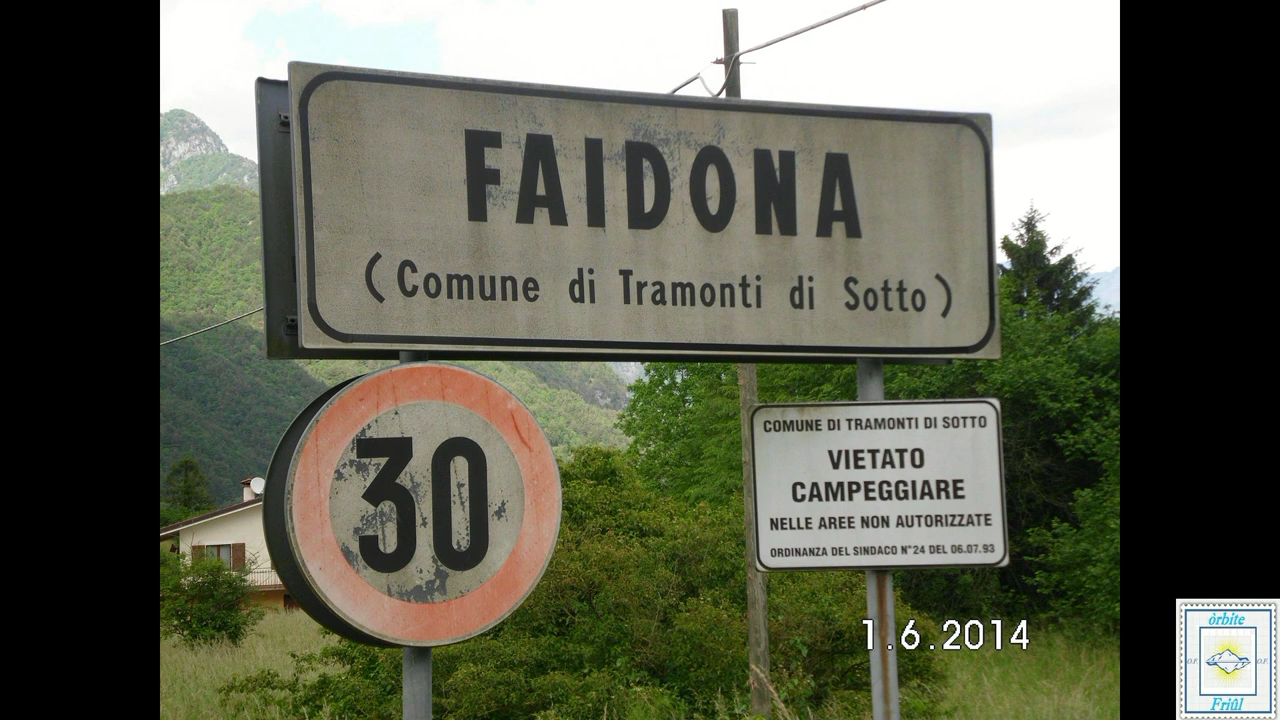 FAIDONA
(Comune di Tramonti di Sotto)
30
COMUNE DI TRAMONTI DI SOTTO
VIETATO
CAMPEGGIARE
NELLE AREE NON AUTORIZZATE
ORDINANZA DEL SINDACO N°24 DEL 06.07.93
1.6.2014
òrbite
O.F. O.F.
Friûl